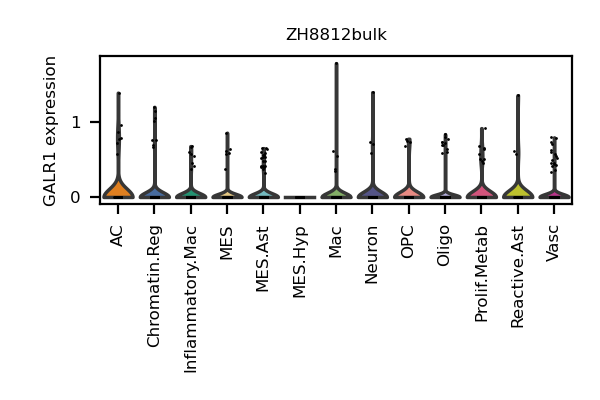 ZH8812bulk
GALR1 expression
1
0
AC
Chromatin.Reg
Inflammatory.Mac
MES
MES.Ast
MES.Hyp
Mac
Neuron
OPC
Oligo
Prolif.Metab
Reactive.Ast
Vasc